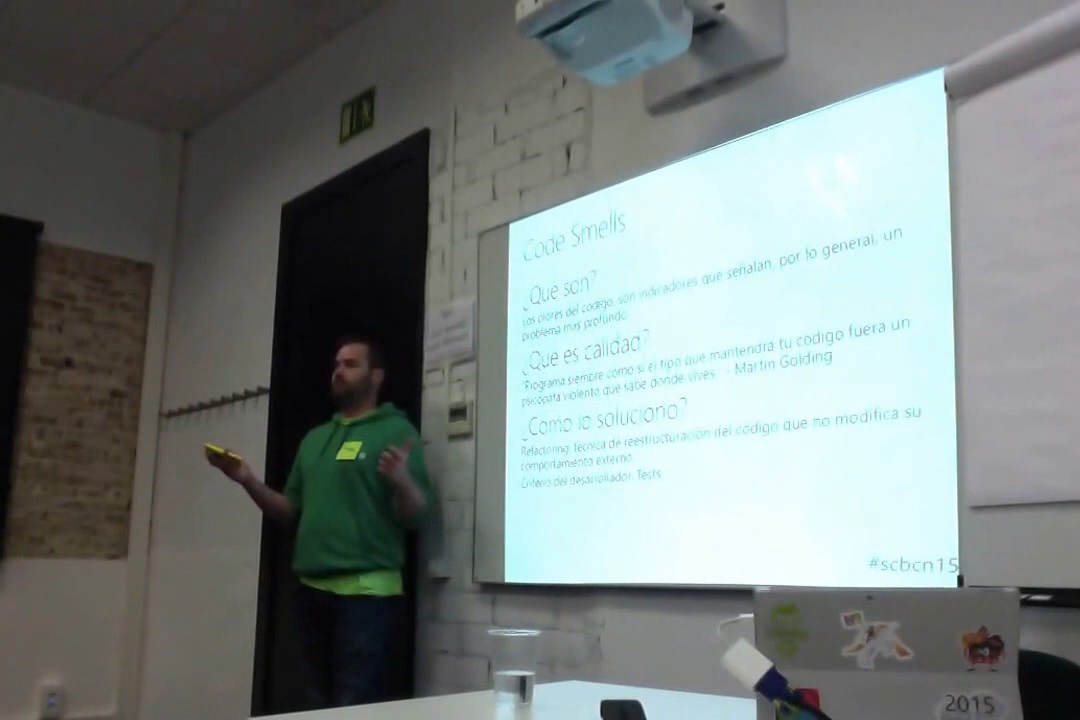 Code Smells
¿Que son?
Los olores del codigo, son indicadores que señalan, por lo general, un
problema mas profundo.
¿Que es calidad?
"Programa siempre como si el tipo que mantendra tu codigo fuera un
psicopata violento que sabe donde vives." - Martin Golding
¿Como lo soluciono?
Refactoring: tecnica de reestructuracion del codigo que no modifica su
comportamiento externo
Criterio del desarrollador. Tests
#scbcn15
2015